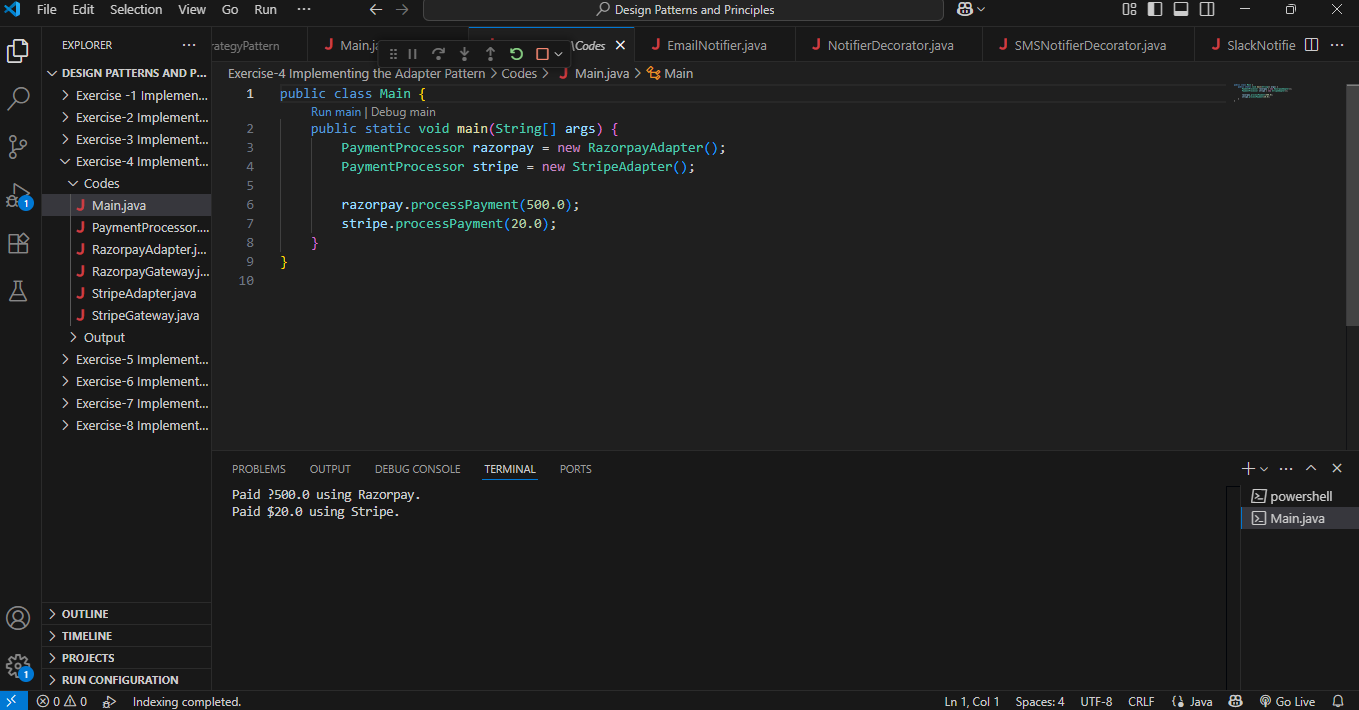 File Edit Selection View Go Run ··· Design Patterns and Principles
EXPLORER ···
DESIGN PATTERNS AND P...
Exercise -1 Implemen...
Exercise-2 Implement...
Exercise-3 Implement...
Exercise-4 Implement...
Codes
Main.java
PaymentProcessor....
RazorpayAdapter.j...
RazorpayGateway.j...
StripeAdapter.java
StripeGateway.java
Output
Exercise-5 Implement...
Exercise-6 Implement...
Exercise-7 Implement...
Exercise-8 Implement...
OUTLINE
TIMELINE
PROJECTS
RUN CONFIGURATION
1
1
rategyPattern Main.ja \Codes EmailNotifier.java NotifierDecorator.java SMSNotifierDecorator.java SlackNotifie ···
Exercise-4 Implementing the Adapter Pattern > Codes > Main.java > Main
1 public class Main {
Run main | Debug main
2 public static void main(String[] args) {
3 PaymentProcessor razorpay = new RazorpayAdapter();
4 PaymentProcessor stripe = new StripeAdapter();
5
6 razorpay.processPayment(500.0);
7 stripe.processPayment(20.0);
8 }
9 }
10
PROBLEMS OUTPUT DEBUG CONSOLE TERMINAL PORTS
Paid ?500.0 using Razorpay.
Paid $20.0 using Stripe.
powershell
Main.java
0 0 Indexing completed. Ln 1, Col 1 Spaces: 4 UTF-8 CRLF {} Java Go Live